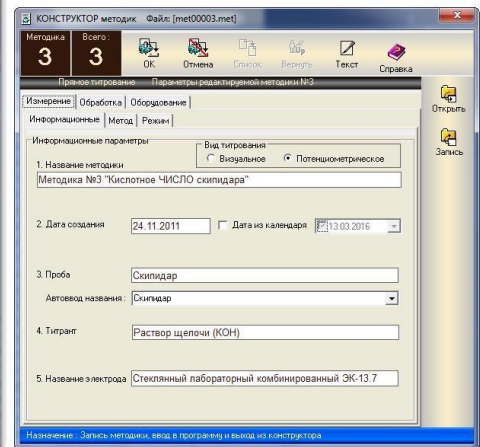 КОНСТРУКТОР методик Файл: [met00003.met]
Методика
3
Всего :
3
OK
Отмена
Список
Вернуть
Текст
Справка
Прямое титрование Параметры редактируемой методики №3
Измерение Обработка Оборудование
Информационные Метод Режим
Открыть
Запись
Информационные параметры
Вид титрования
Визуальное Потенциометрическое
1. Название методики
Методика №3 "Кислотное ЧИСЛО скипидара"
2. Дата создания 24.11.2011 Дата из календаря 13.03.2016
3. Проба Скипидар
Автоввод названия : Скипидар
4. Титрант Раствор щелочи (КОН)
5. Название электрода Стеклянный лабораторный комбинированный ЭК-13.7
Назначение : Запись методики, ввод в программу и выход из конструктора